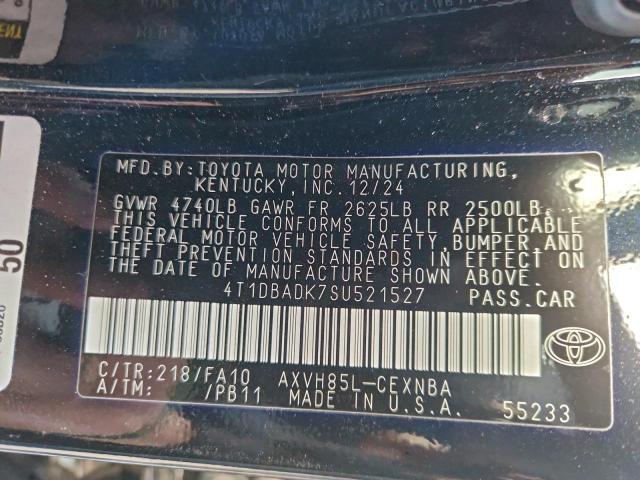 MFD.BY:TOYOTA MOTOR MANUFACTURING,
KENTUCKY,INC.12/24
GVWR 4740LB GAWR FR 2625LB RR 2500LB
THIS VEHICLE CONFORMS TO ALL APPLICABLE
FEDERAL MOTOR VEHICLE SAFETY,BUMPER,AND
THEFT PREVENTION STANDARDS IN EFFECT ON
THE DATE OF MANUFACTURE SHOWN ABOVE.
4T1DBADK7SU521527 PASS.CAR
C/TR:218/FA10 AXVH85L-CEXNBA
A/TM: /PB11 MADE IN U.S.A. 55233
TOYOTA
50